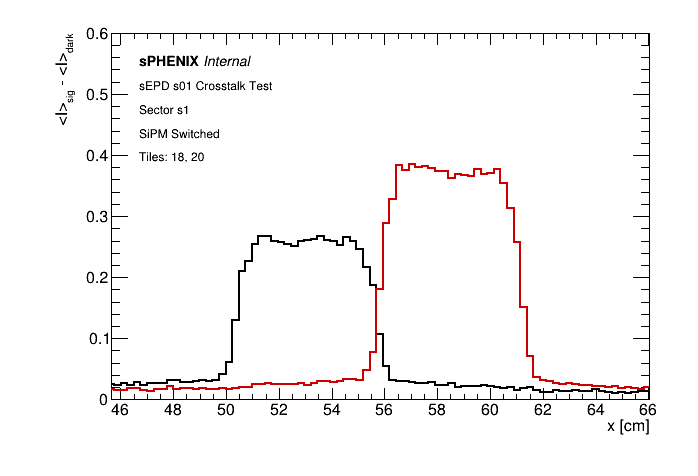 0.6
0.5
0.4
0.3
0.2
0.1
0
<I>sig - <I>dark
sPHENIX Internal
sEPD s01 Crosstalk Test
Sector s1
SiPM Switched
Tiles: 18, 20
46 48 50 52 54 56 58 60 62 64 66
x [cm]